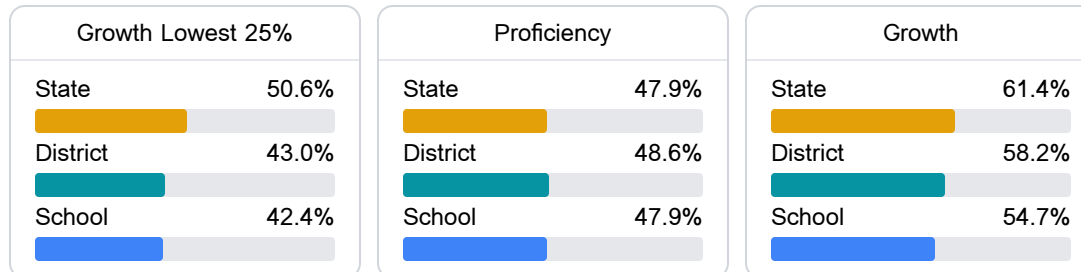 Growth Lowest 25%
State 50.6%
District 43.0%
School 42.4%
Proficiency
State 47.9%
District 48.6%
School 47.9%
Growth
State 61.4%
District 58.2%
School 54.7%